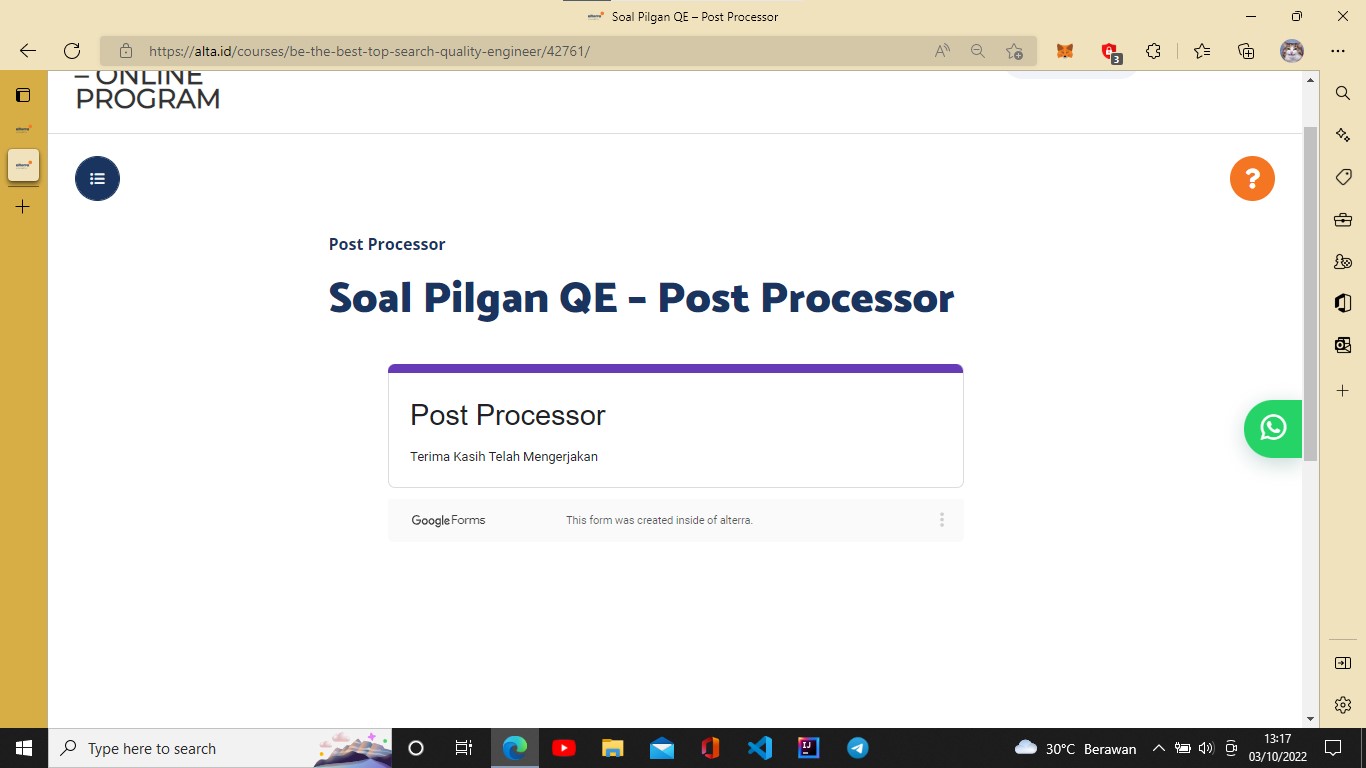 Soal Pilgan QE – Post Processor
https://alta.id/courses/be-the-best-top-search-quality-engineer/42761/
3
– ONLINE
PROGRAM
?
Post Processor
Soal Pilgan QE – Post Processor
Post Processor
Terima Kasih Telah Mengerjakan
Google Forms
This form was created inside of alterra.
Type here to search
30°C Berawan
13:17
03/10/2022